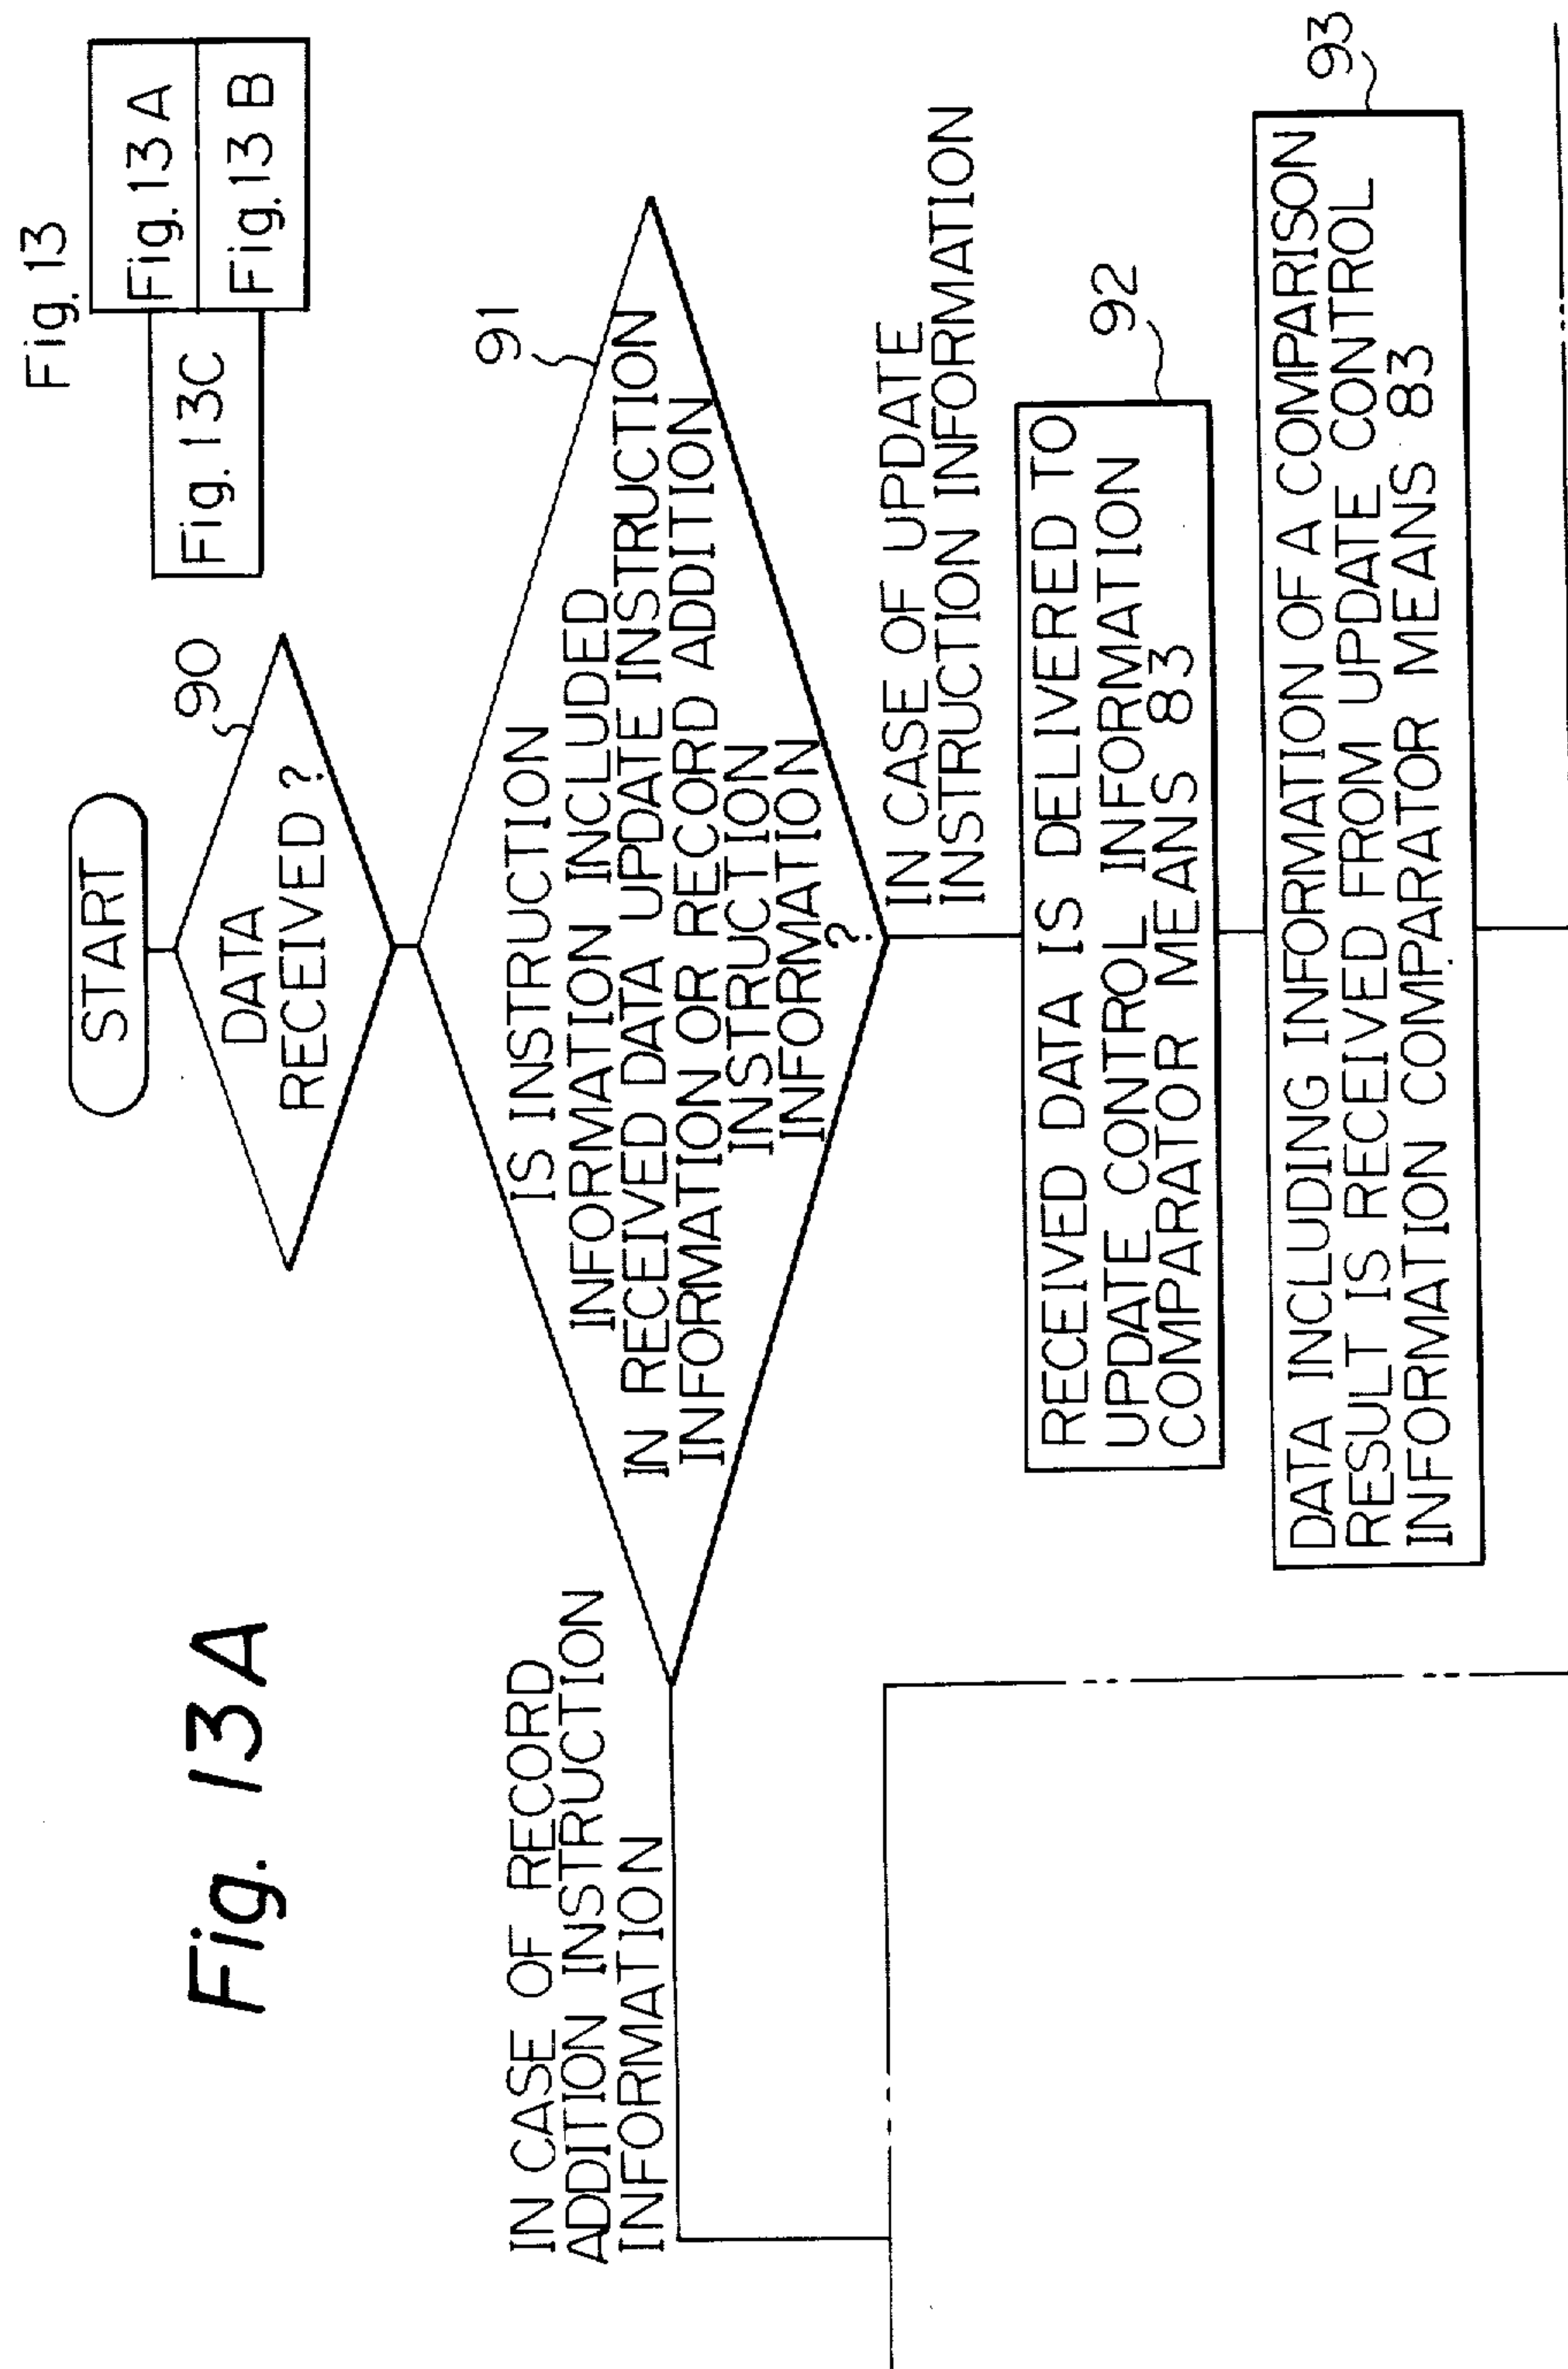 Fig. 13A
Fig. 13
Fig. 13C
Fig. 13 A
Fig. 13 B
START
90
DATA
RECEIVED ?
91
IS INSTRUCTION
INFORMATION INCLUDED
IN RECEIVED DATA UPDATE INSTRUCTION
INFORMATION OR RECORD ADDITION
INSTRUCTION
INFORMATION
?
IN CASE OF RECORD
ADDITION INSTRUCTION
INFORMATION
IN CASE OF UPDATE
INSTRUCTION INFORMATION
92
RECEIVED DATA IS DELIVERED TO
UPDATE CONTROL INFORMATION
COMPARATOR MEANS 83
93
DATA INCLUDING INFORMATION OF A COMPARISON
RESULT IS RECEIVED FROM UPDATE CONTROL
INFORMATION COMPARATOR MEANS 83